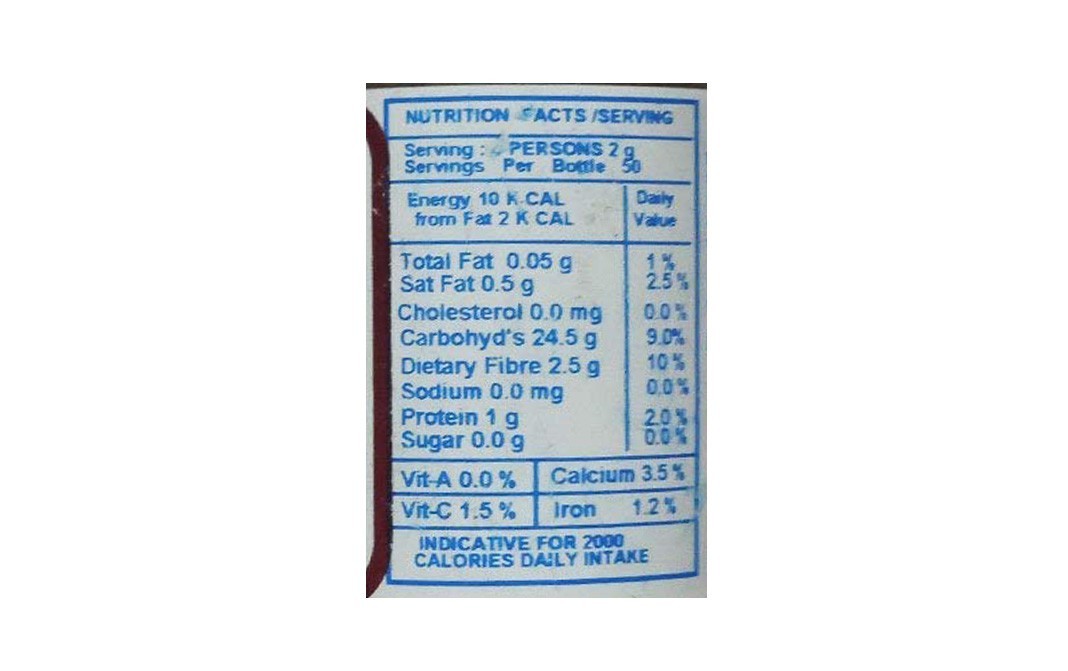 NUTRITION FACTS /SERVING
Serving : PERSONS 2 g
Servings Per Bottle 50
Energy 10 K.CAL
from Fat 2 K CAL
Daily
Value
Total Fat 0.05 g 1 %
Sat Fat 0.5 g 2.5 %
Cholesterol 0.0 mg 0.0 %
Carbohyd's 24.5 g 9.0%
Dietary Fibre 2.5 g 10 %
Sodium 0.0 mg 0.0 %
Protein 1 g 2.0 %
Sugar 0.0 g 0.0 %
Vit-A 0.0 % Calcium 3.5 %
Vit-C 1.5 % Iron 1.2 %
INDICATIVE FOR 2000
CALORIES DAILY INTAKE